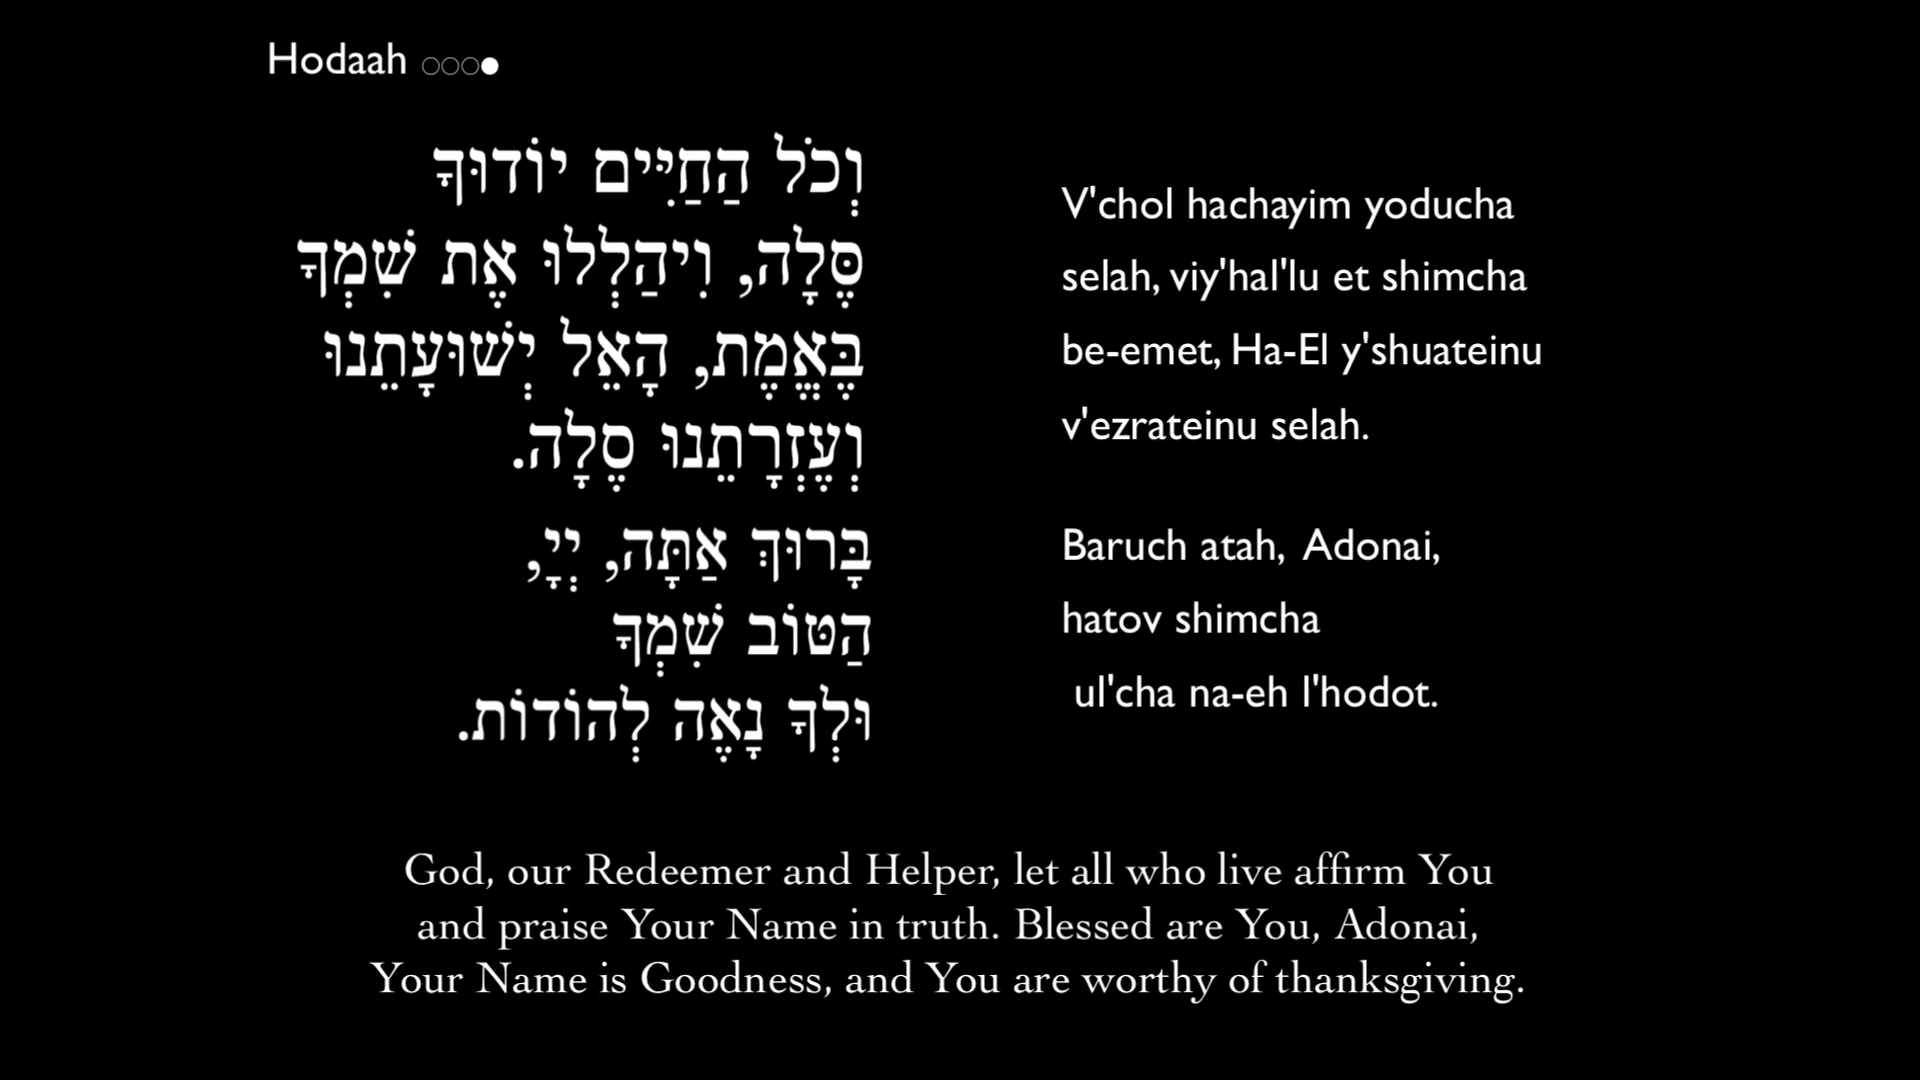 Hodaah
וְכֹל הַחַיִּים יוֹדוּךָ
סֶּלָה, וִיהַלְלוּ אֶת שִׁמְךָ
בֶּאֱמֶת, הָאֵל יְשׁוּעָתֵנוּ
וְעֶזְרָתֵנוּ סֶלָה.
בָּרוּךְ אַתָּה, יְיָ,
הַטּוֹב שִׁמְךָ
וּלְךָ נָאֶה לְהוֹדוֹת.
V'chol hachayim yoducha
selah, viy'hal'lu et shimcha
be-emet, Ha-El y'shuateinu
v'ezrateinu selah.
Baruch atah, Adonai,
hatov shimcha
ul'cha na-eh l'hodot.
God, our Redeemer and Helper, let all who live affirm You
and praise Your Name in truth. Blessed are You, Adonai,
Your Name is Goodness, and You are worthy of thanksgiving.